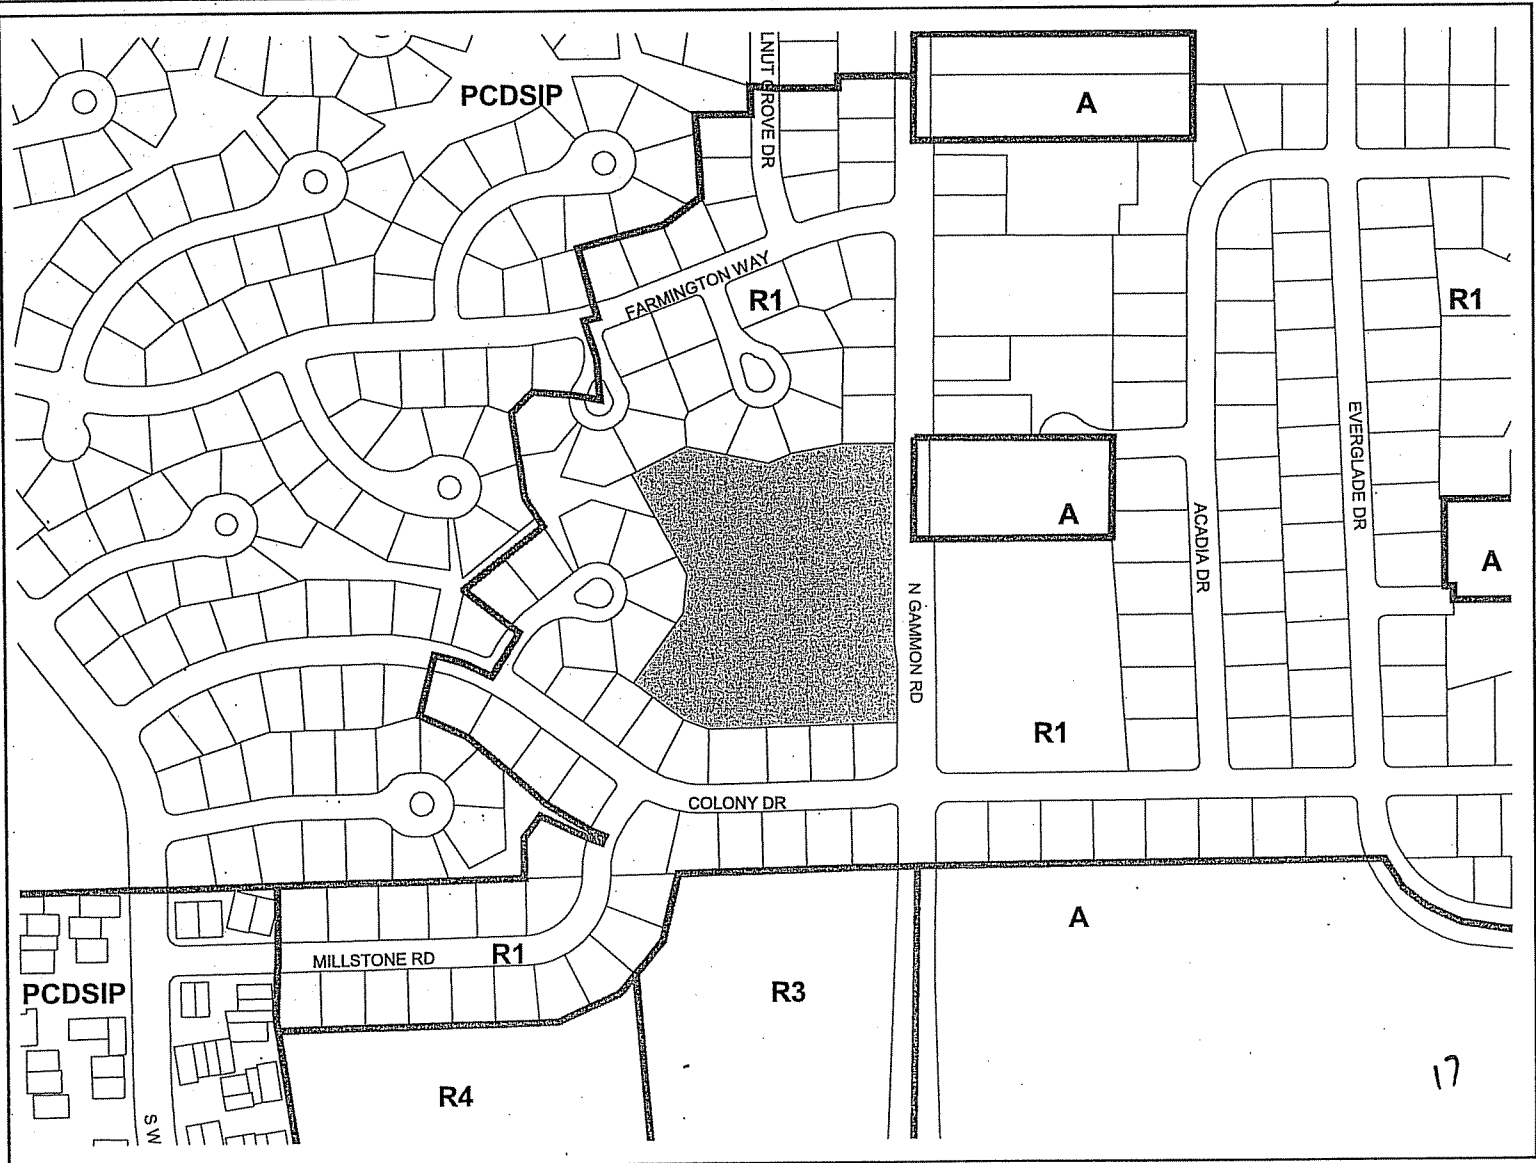 PCDSIP
LNUT GROVE DR
A
FARMINGTON WAY
R1
R1
EVERGLADE DR
A
ACADIA DR
A
N GAMMON RD
R1
COLONY DR
A
MILLSTONE RD
R1
PCDSIP
R3
R4
17
S W